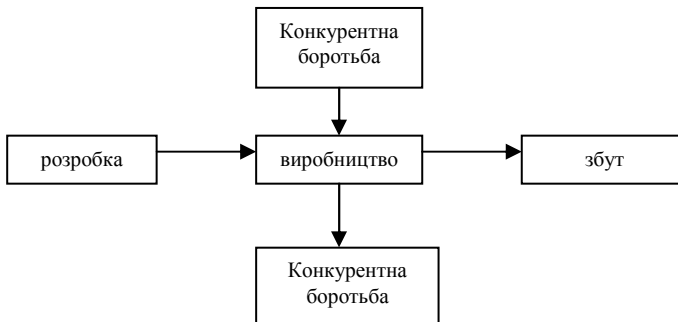 Конкурентна
боротьба
розробка
виробництво
збут
Конкурентна
боротьба